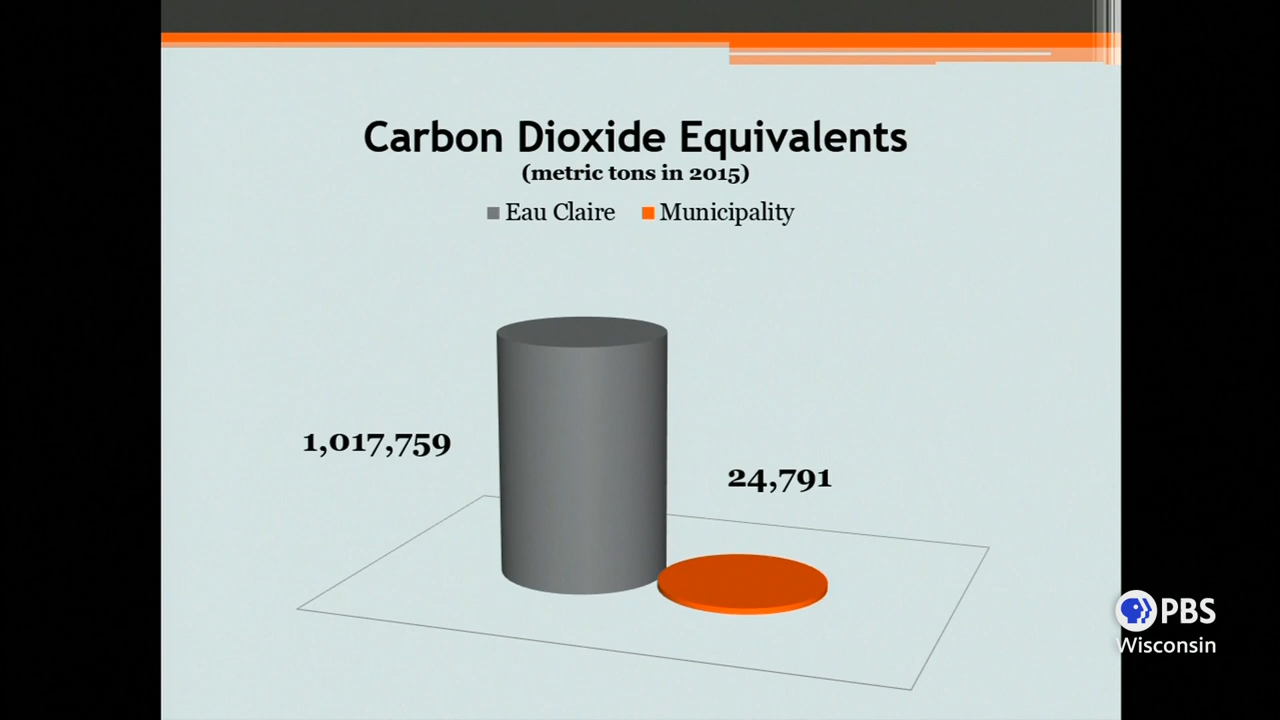 Carbon Dioxide Equivalents
(metric tons in 2015)
Eau Claire Municipality
1,017,759
24,791
PBS
Wisconsin